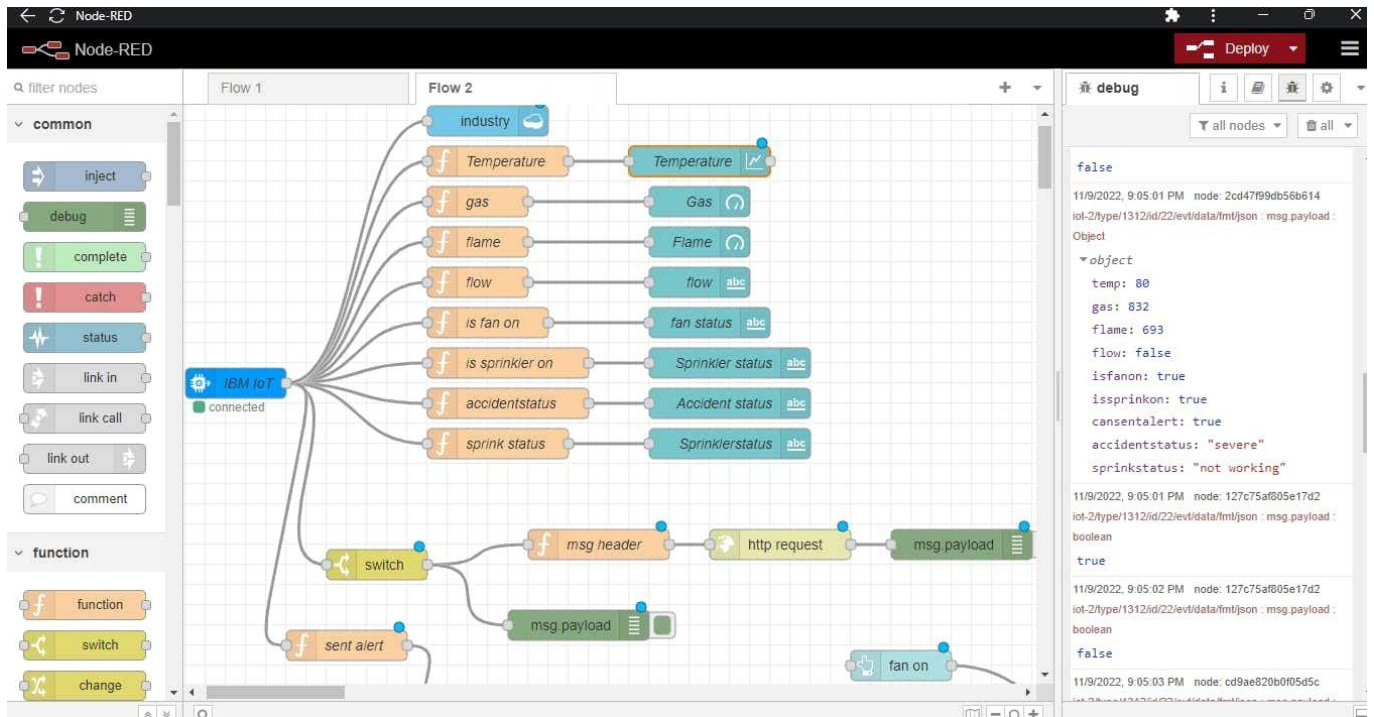 Node-RED
Node-RED
Deploy
filter nodes
Flow 1
Flow 2
debug
i
all nodes
all
common
inject
debug
complete
catch
status
link in
link call
link out
comment
function
function
switch
change
industry
f Temperature
Temperature
f gas
Gas
f flame
Flame
f flow
flow abc
f is fan on
fan status abc
f is sprinkler on
Sprinkler status abc
IBM IoT
connected
f accidentstatus
Accident status abc
f sprink status
Sprinklerstatus abc
f msg header
http request
msg.payload
switch
msg.payload
f sent alert
fan on
false
11/9/2022, 9:05:01 PM node: 2cd47f99db56b614
iot-2/type/1312/id/22/evt/data/fmt/json : msg.payload :
Object
object
temp: 80
gas: 832
flame: 693
flow: false
isfanon: true
issprinkon: true
cansentalert: true
accidentstatus: "severe"
sprinkstatus: "not working"
11/9/2022, 9:05:01 PM node: 127c75af805e17d2
iot-2/type/1312/id/22/evt/data/fmt/json : msg.payload :
boolean
true
11/9/2022, 9:05:02 PM node: 127c75af805e17d2
iot-2/type/1312/id/22/evt/data/fmt/json : msg.payload :
boolean
false
11/9/2022, 9:05:03 PM node: cd9ae820b0f05d5c